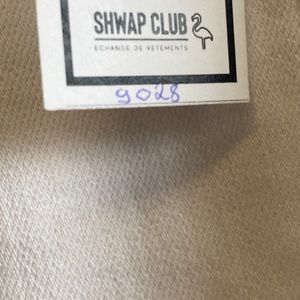 SHWAP CLUB
ECHANGE DE VETEMENTS
9028